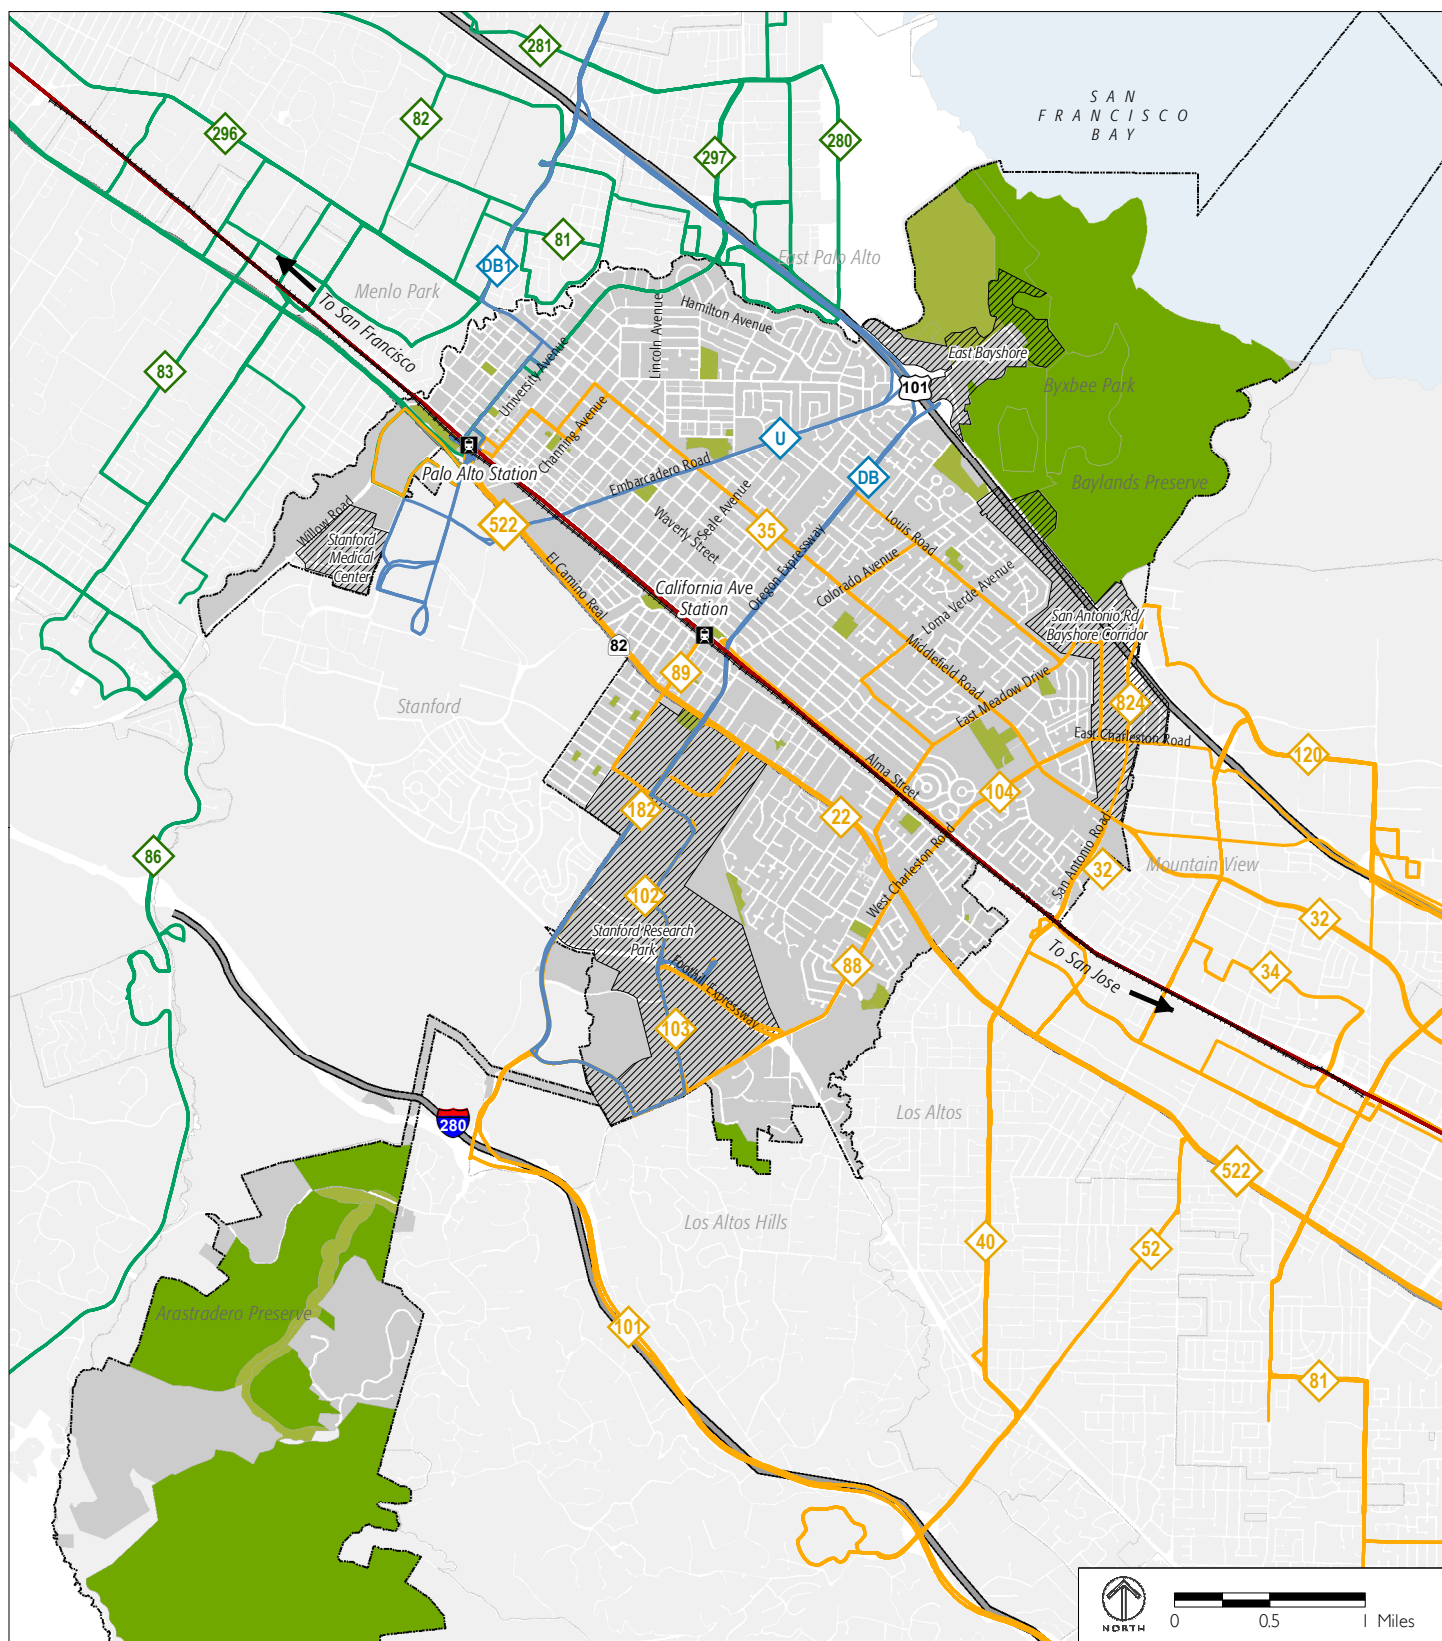 SAN
FRANCISCO
BAY
281
82
296
297
280
81
DB1
East Palo Alto
Menlo Park
To San Francisco
Hamilton Avenue
Lincoln Avenue
University Avenue
East Bayshore
101
Byxbee Park
83
Channing Avenue
U
Palo Alto Station
Embarcadero Road
DB
Baylands Preserve
Willow Road
Stanford
Medical
Center
522
Seale Avenue
Waverly Street
35
Louis Road
Oregon Expressway
Colorado Avenue
El Camino Real
California Ave
Station
Loma Verde Avenue
San Antonio Rd/
Bayshore Corridor
82
89
Middlefield Road
East Meadow Drive
824
Stanford
East Charleston Road
120
Alma Street
104
182
22
86
West Charleston Road
San Antonio Road
32
Mountain View
102
32
Stanford Research
Park
Foothill Expressway
88
To San Jose
34
103
Los Altos
280
522
Los Altos Hills
40
52
Arastradero Preserve
101
81
NORTH
0 0.5 1 Miles